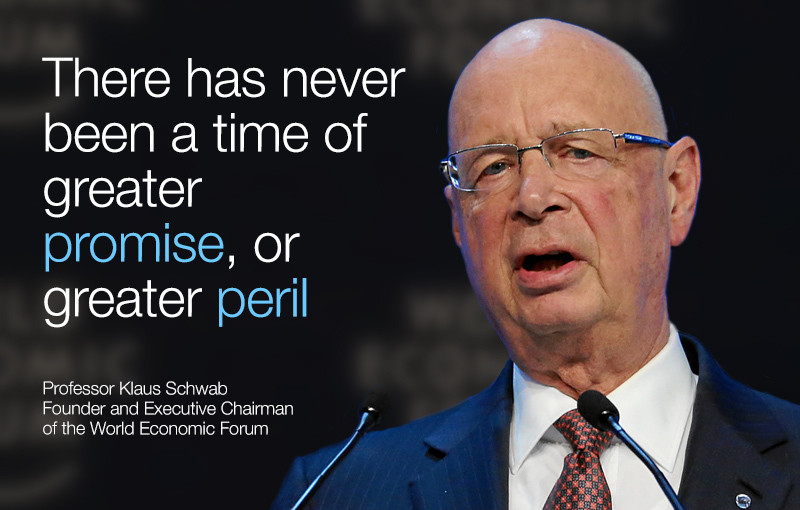 There has never
been a time of
greater
promise, or
greater peril
Professor Klaus Schwab
Founder and Executive Chairman
of the World Economic Forum